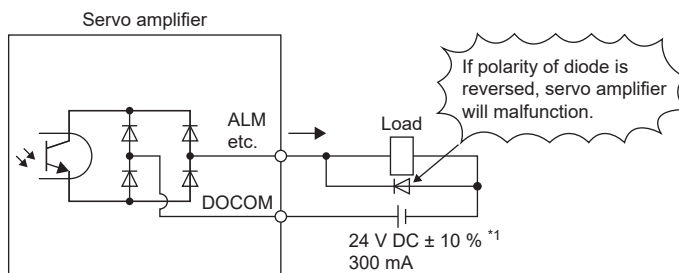 Servo amplifier
If polarity of diode is
reversed, servo amplifier
will malfunction.
ALM
etc.
Load
DOCOM
24 V DC ± 10 % *1
300 mA